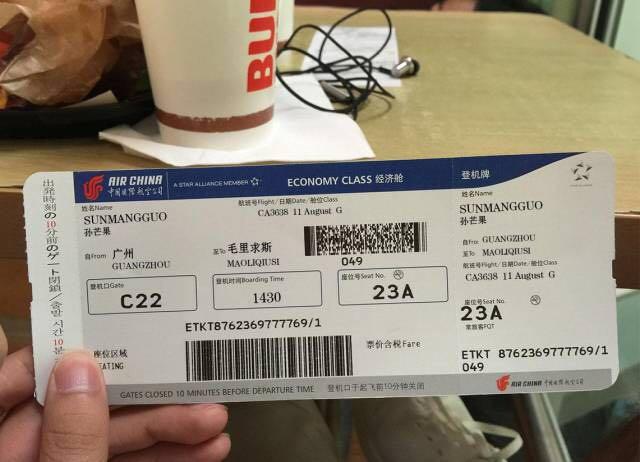 BU
出発時刻の10分前のゲート閉鎖/출발 시간 10분
AIR CHINA
中国国际航空公司
A STAR ALLIANCE MEMBER
ECONOMY CLASS 经济舱
登机牌
姓名Name
SUNMANGGUO
孙芒果
航班号Flight/日期Date/舱位Class
CA3638 11 August G
自From 广州
GUANGZHOU
至To 毛里求斯
MAOLIQIUSI
049
登机口Gate
C22
登机时间Boarding Time
1430
座位号Seat No.
23A
ETKT8762369777769/1
座位区域
EATING
票价含税Fare
GATES CLOSED 10 MINUTES BEFORE DEPARTURE TIME 登机口于起飞前10分钟关闭
姓名Name
SUNMANGGUO
孙芒果
自From GUANGZHOU
至To MAOLIQIUSI
航班号Flight/日期Date/舱位Class
CA3638 11 August G
座位号Seat No.
23A
常旅客FQT
ETKT 8762369777769/1
049
AIR CHINA 中国国际航空公司